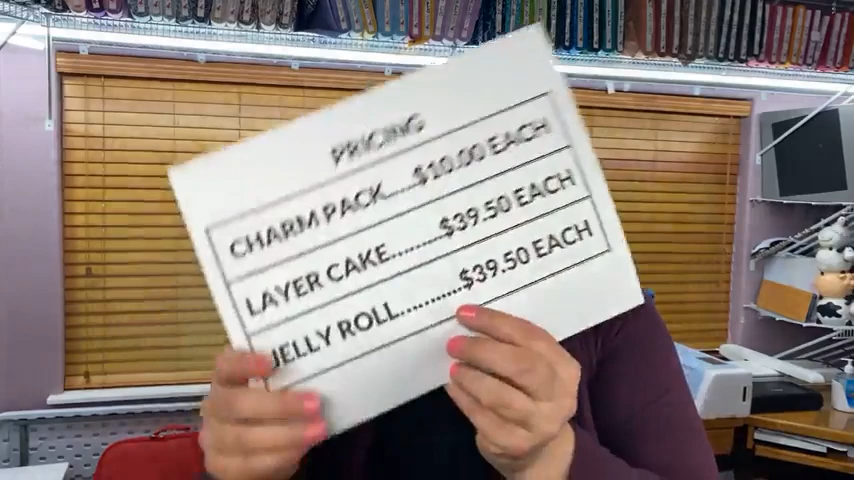 PRICING
CHARM PACK.....$10.00 EACH
LAYER CAKE.........$39.50 EACH
JELLY ROLL...........$39.50 EACH